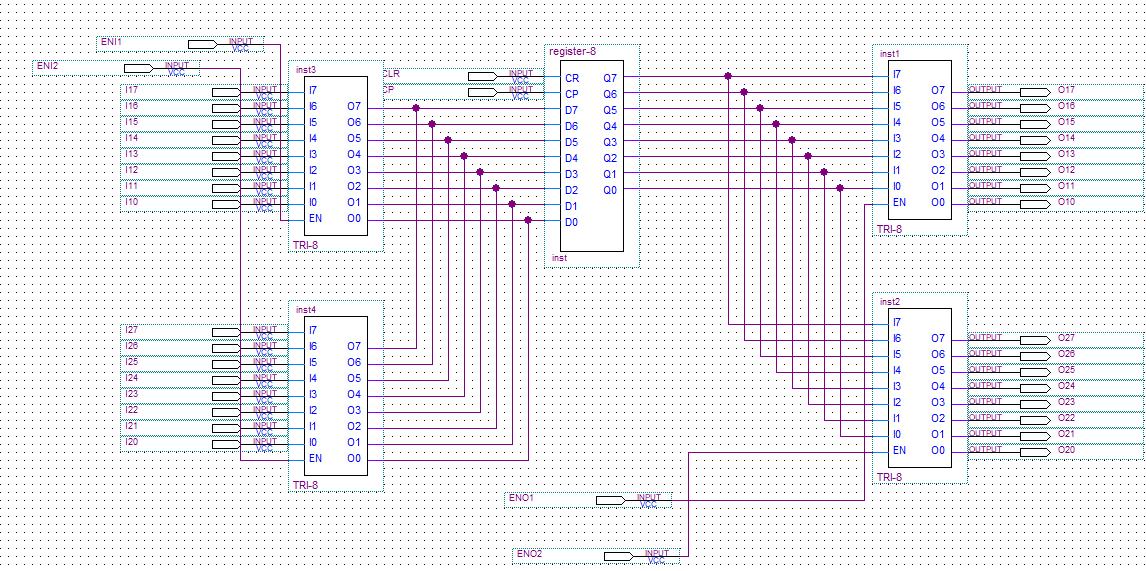 ENI1 INPUT VCC
ENI2 INPUT VCC
inst3
I17 INPUT VCC I7
I16 INPUT VCC I6 O7
I15 INPUT VCC I5 O6
I14 INPUT VCC I4 O5
I13 INPUT VCC I3 O4
I12 INPUT VCC I2 O3
I11 INPUT VCC I1 O2
I10 INPUT VCC I0 O1
EN O0
TRI-8
register-8
CLR INPUT VCC CR Q7
CP INPUT VCC CP Q6
D7 Q5
D6 Q4
D5 Q3
D4 Q2
D3 Q1
D2 Q0
D1
D0
inst
inst1
I7
I6 O7 OUTPUT O17
I5 O6 OUTPUT O16
I4 O5 OUTPUT O15
I3 O4 OUTPUT O14
I2 O3 OUTPUT O13
I1 O2 OUTPUT O12
I0 O1 OUTPUT O11
EN O0 OUTPUT O10
TRI-8
inst4
I27 INPUT VCC I7
I26 INPUT VCC I6 O7
I25 INPUT VCC I5 O6
I24 INPUT VCC I4 O5
I23 INPUT VCC I3 O4
I22 INPUT VCC I2 O3
I21 INPUT VCC I1 O2
I20 INPUT VCC I0 O1
EN O0
TRI-8
inst2
I7
I6 O7 OUTPUT O27
I5 O6 OUTPUT O26
I4 O5 OUTPUT O25
I3 O4 OUTPUT O24
I2 O3 OUTPUT O23
I1 O2 OUTPUT O22
I0 O1 OUTPUT O21
EN O0 OUTPUT O20
TRI-8
ENO1 INPUT VCC
ENO2 INPUT VCC